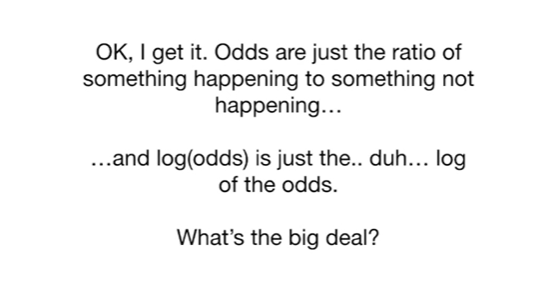 OK, I get it. Odds are just the ratio of
something happening to something not
happening…
…and log(odds) is just the.. duh… log
of the odds.
What’s the big deal?